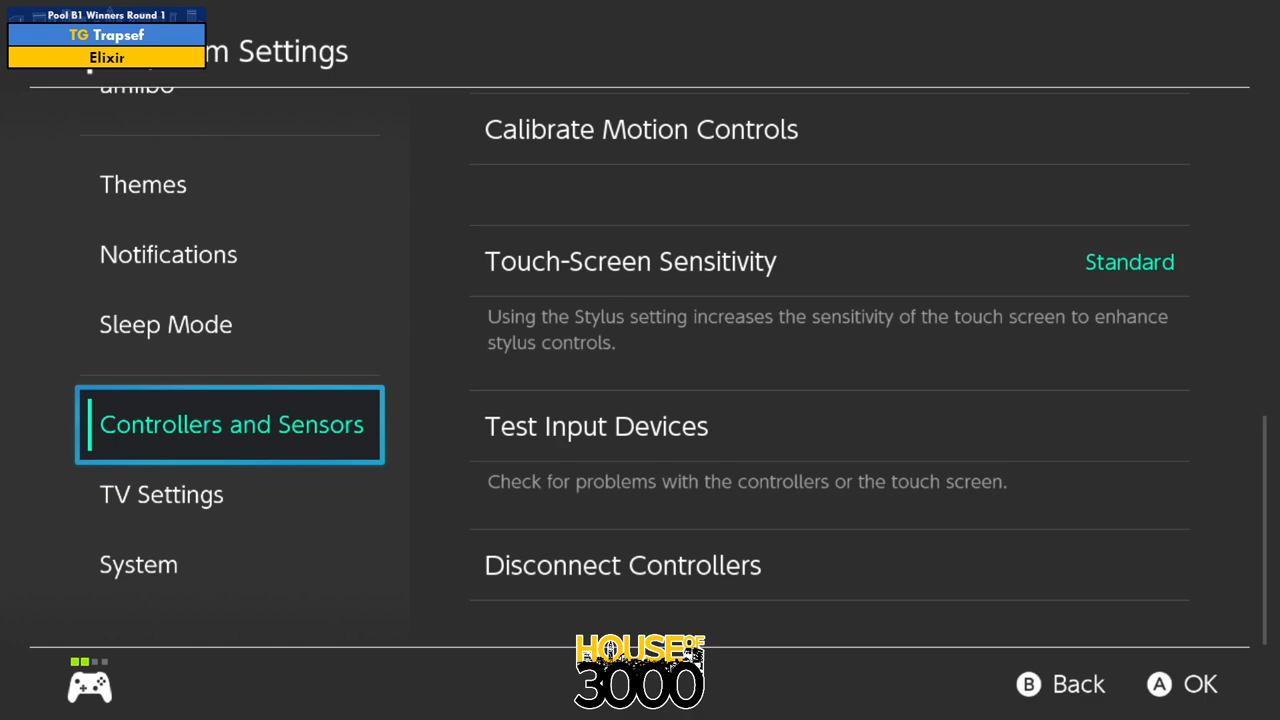 Pool B1 Winners Round 1
TG Trapsef
Elixir
m Settings
amiibo
Themes
Notifications
Sleep Mode
Controllers and Sensors
TV Settings
System
Calibrate Motion Controls
Touch-Screen Sensitivity Standard
Using the Stylus setting increases the sensitivity of the touch screen to enhance
stylus controls.
Test Input Devices
Check for problems with the controllers or the touch screen.
Disconnect Controllers
HOUSE OF
3000
B Back A OK